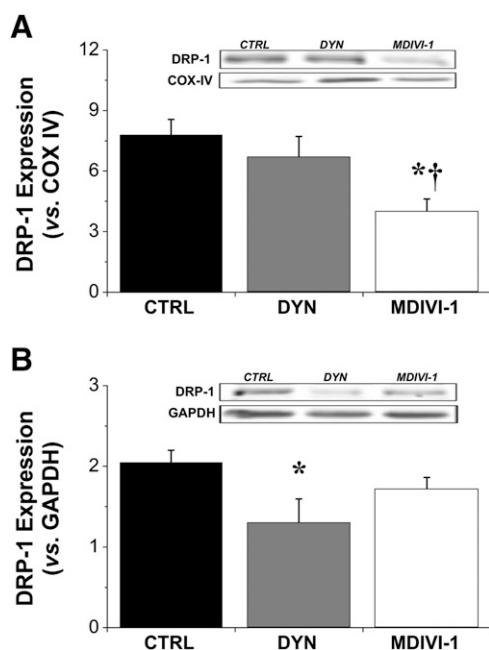 A
DRP-1 Expression
(vs. COX IV)
12
9
6
3
0
CTRL DYN MDIVI-1
DRP-1
COX-IV
*†
CTRL DYN MDIVI-1
B
DRP-1 Expression
(vs. GAPDH)
3
2
1
0
CTRL DYN MDIVI-1
DRP-1
GAPDH
*
CTRL DYN MDIVI-1